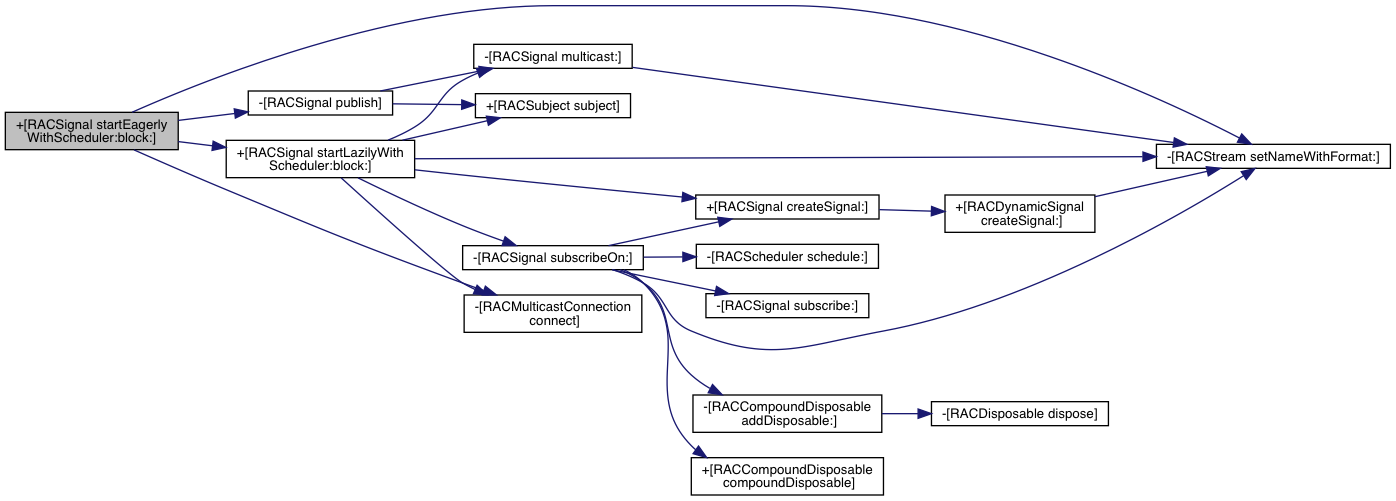 +[RACSignal startEagerly
WithScheduler:block:]
-[RACSignal publish]
+[RACSignal startLazilyWith
Scheduler:block:]
-[RACSignal multicast:]
+[RACSubject subject]
-[RACSignal subscribeOn:]
-[RACMulticastConnection
connect]
+[RACSignal createSignal:]
-[RACScheduler schedule:]
-[RACSignal subscribe:]
-[RACCompoundDisposable
addDisposable:]
+[RACCompoundDisposable
compoundDisposable]
+[RACDynamicSignal
createSignal:]
-[RACDisposable dispose]
-[RACStream setNameWithFormat:]